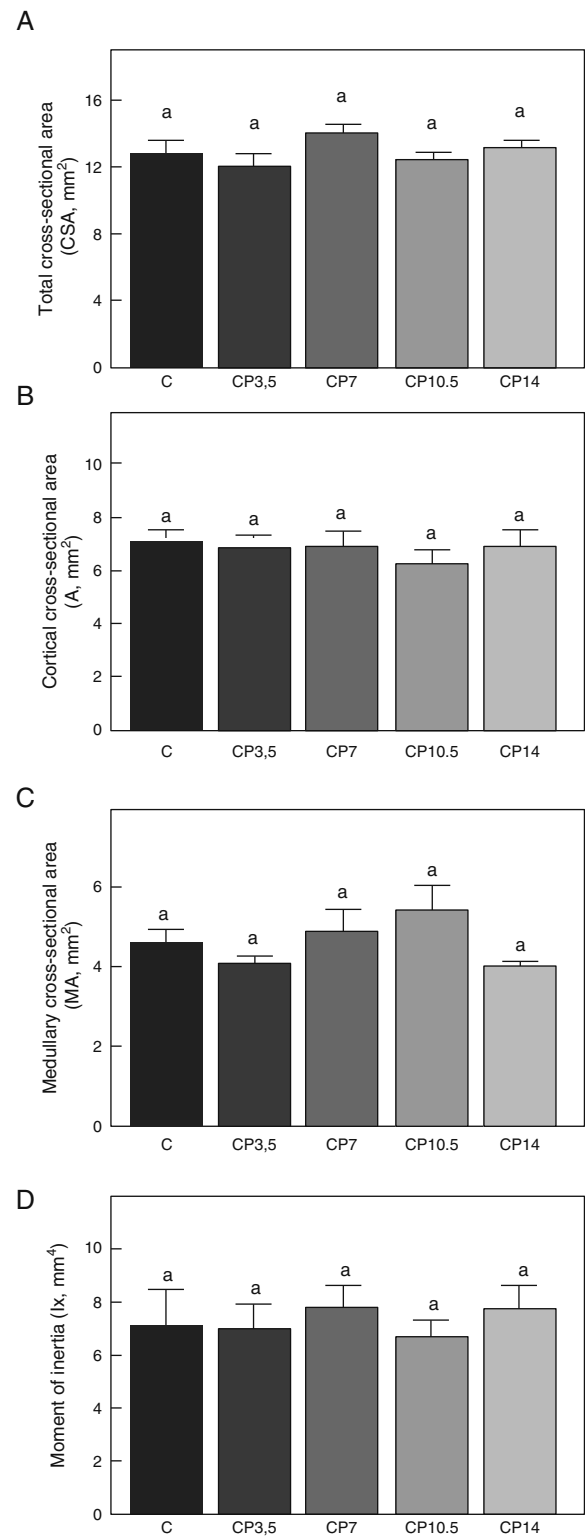 A
Total cross-sectional area
(CSA, mm²)
16
12
8
4
0
a a a a a
C CP3,5 CP7 CP10.5 CP14
B
Cortical cross-sectional area
(A, mm²)
10
8
6
4
2
0
a a a a a
C CP3,5 CP7 CP10.5 CP14
C
Medullary cross-sectional area
(MA, mm²)
6
4
2
0
a a a a a
C CP3,5 CP7 CP10.5 CP14
D
Moment of inertia (Ix, mm⁴)
10
8
6
4
2
0
a a a a a
C CP3,5 CP7 CP10.5 CP14